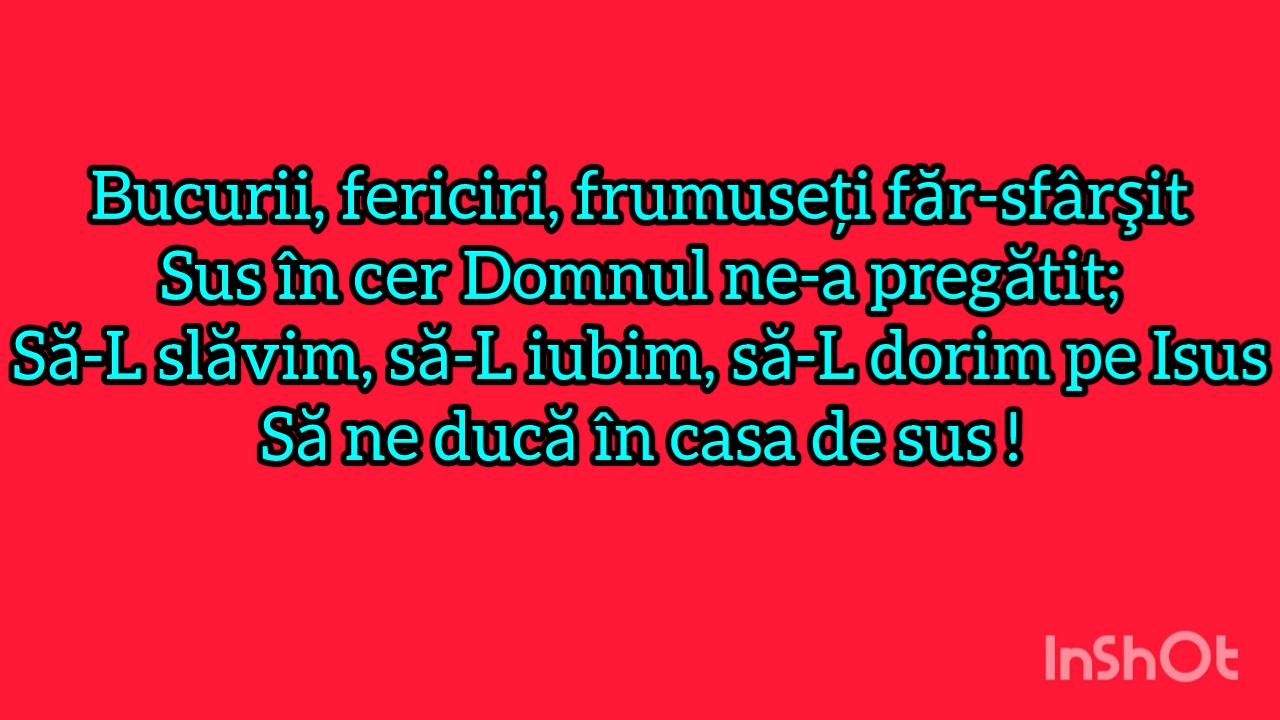 Bucurii, fericiri, frumuseți făr-sfârşit
Sus în cer Domnul ne-a pregătit;
Să-L slăvim, să-L iubim, să-L dorim pe Isus
Să ne ducă în casa de sus !
InShOt